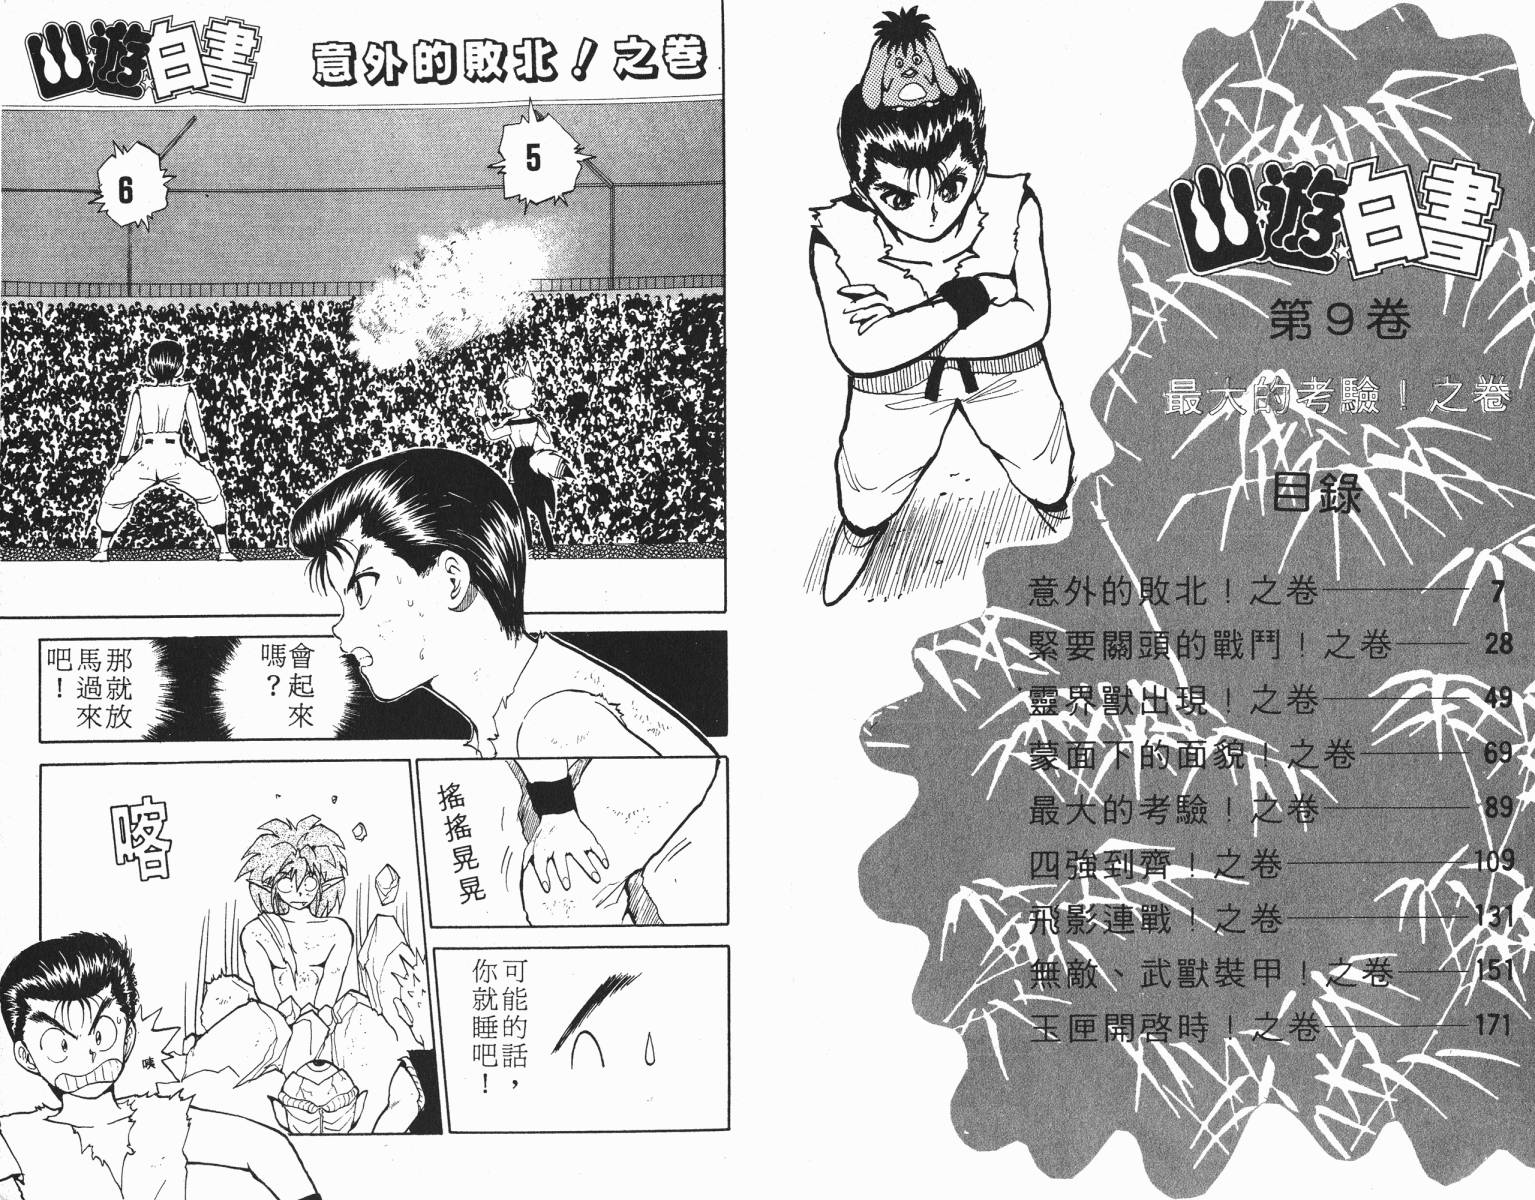 幽遊白書
第9卷
最大的考驗！之卷
目錄
意外的敗北！之卷 7
緊要關頭的戰鬥！之卷 28
靈界獸出現！之卷 49
蒙面下的面貌！之卷 69
最大的考驗！之卷 89
四強到齊！之卷 109
飛影連戰！之卷 131
無敵、武獸裝甲！之卷 151
玉匣開啓時！之卷 171
幽遊白書
意外的敗北！之卷
5
6
會起來
嗎？
那就放
馬過來
吧！
搖搖晃晃
喀
可能的話，
你就睡吧！
咦